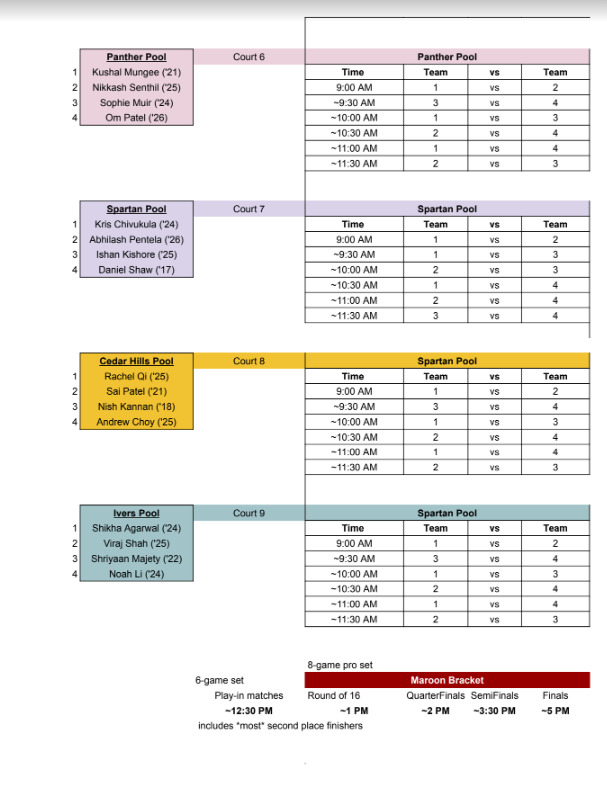 Panther Pool Court 6 Panther Pool
1 Kushal Mungee ('21) Time Team vs Team
2 Nikkash Senthil ('25) 9:00 AM 1 vs 2
3 Sophie Muir ('24) ~9:30 AM 3 vs 4
4 Om Patel ('26) ~10:00 AM 1 vs 3
~10:30 AM 2 vs 4
~11:00 AM 1 vs 4
~11:30 AM 2 vs 3
Spartan Pool Court 7 Spartan Pool
1 Kris Chivukula ('24) Time Team vs Team
2 Abhilash Pentela ('26) 9:00 AM 1 vs 2
3 Ishan Kishore ('25) ~9:30 AM 1 vs 3
4 Daniel Shaw ('17) ~10:00 AM 2 vs 3
~10:30 AM 1 vs 4
~11:00 AM 2 vs 4
~11:30 AM 3 vs 4
Cedar Hills Pool Court 8 Spartan Pool
1 Rachel Qi ('25) Time Team vs Team
2 Sai Patel ('21) 9:00 AM 1 vs 2
3 Nish Kannan ('18) ~9:30 AM 3 vs 4
4 Andrew Choy ('25) ~10:00 AM 1 vs 3
~10:30 AM 2 vs 4
~11:00 AM 1 vs 4
~11:30 AM 2 vs 3
Ivers Pool Court 9 Spartan Pool
1 Shikha Agarwal ('24) Time Team vs Team
2 Viraj Shah ('25) 9:00 AM 1 vs 2
3 Shriyaan Majety ('22) ~9:30 AM 3 vs 4
4 Noah Li ('24) ~10:00 AM 1 vs 3
~10:30 AM 2 vs 4
~11:00 AM 1 vs 4
~11:30 AM 2 vs 3
8-game pro set
6-game set Maroon Bracket
Play-in matches Round of 16 QuarterFinals SemiFinals Finals
~12:30 PM ~1 PM ~2 PM ~3:30 PM ~5 PM
includes *most* second place finishers